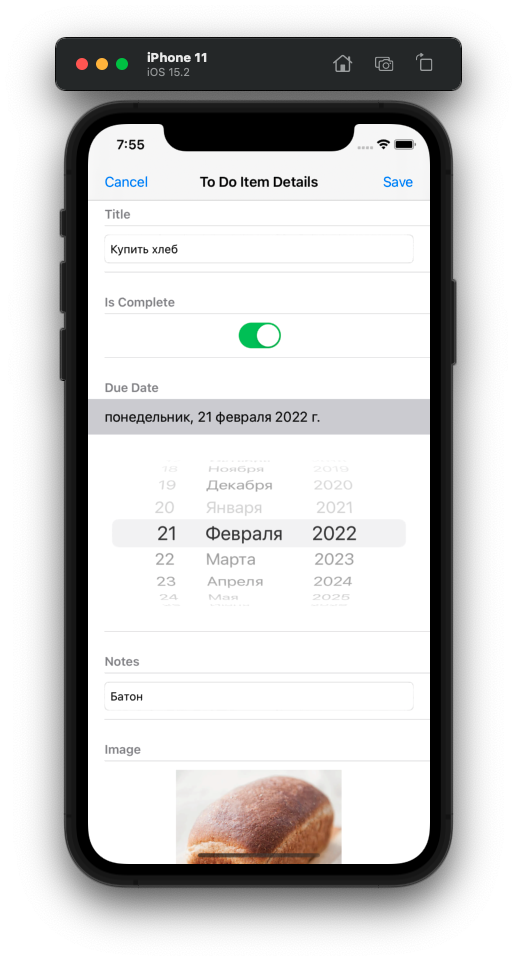 iPhone 11
iOS 15.2
7:55
Cancel To Do Item Details Save
Title
Купить хлеб
Is Complete
Due Date
понедельник, 21 февраля 2022 г.
18 Ноября 2019
19 Декабря 2020
20 Января 2021
21 Февраля 2022
22 Марта 2023
23 Апреля 2024
24 Мая 2025
Notes
Батон
Image